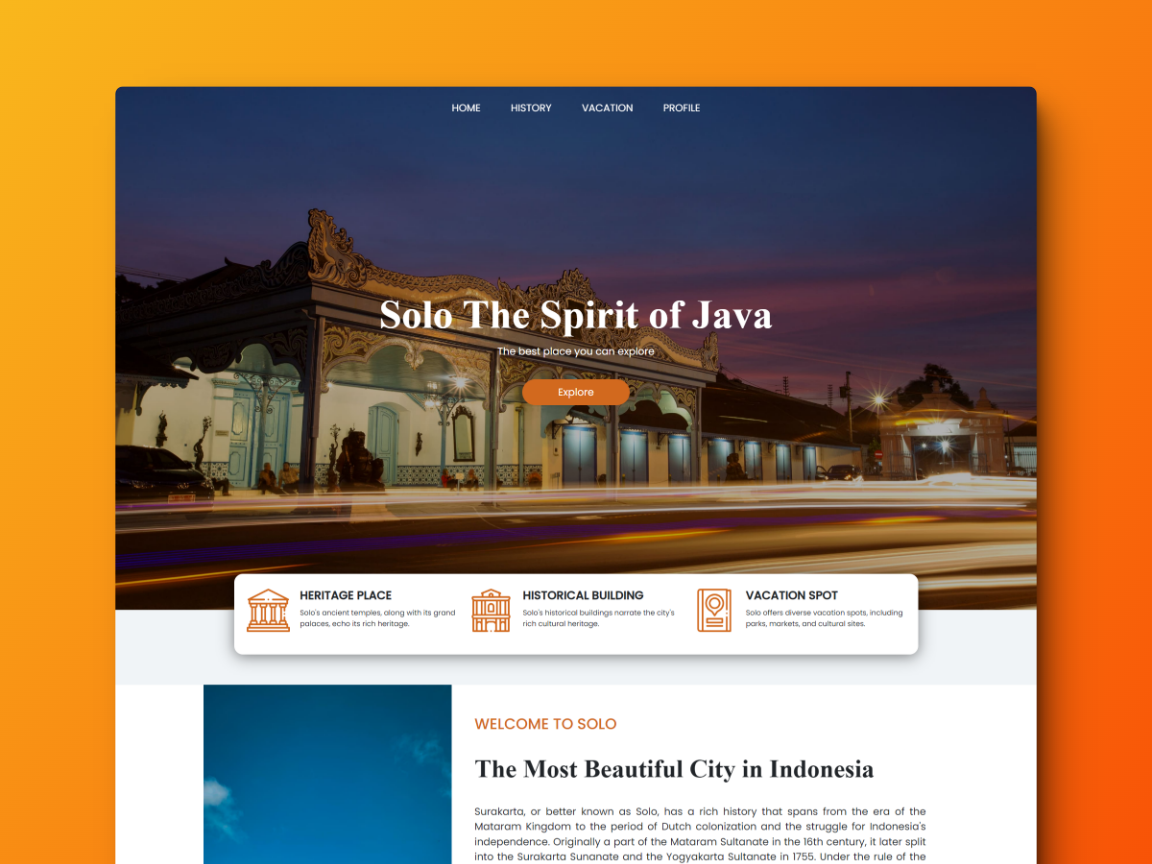 HOME HISTORY VACATION PROFILE
Solo The Spirit of Java
The best place you can explore
Explore
HERITAGE PLACE
Solo's ancient temples, along with its grand
palaces, echo its rich heritage.
HISTORICAL BUILDING
Solo's historical buildings narrate the city's
rich cultural heritage.
VACATION SPOT
Solo offers diverse vacation spots, including
parks, markets, and cultural sites.
WELCOME TO SOLO
The Most Beautiful City in Indonesia
Surakarta, or better known as Solo, has a rich history that spans from the era of the
Mataram Kingdom to the period of Dutch colonization and the struggle for Indonesia's
independence. Originally a part of the Mataram Sultanate in the 16th century, it later split
into the Surakarta Sunanate and the Yogyakarta Sultanate in 1755. Under the rule of the